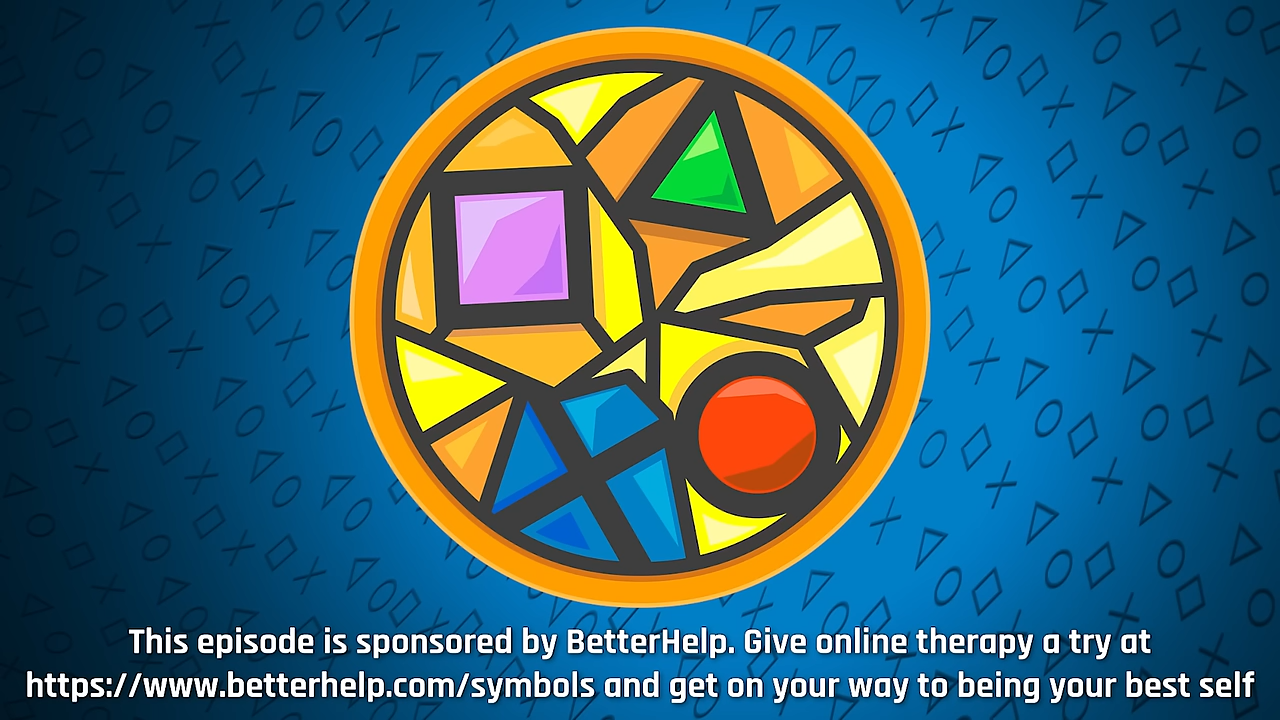 This episode is sponsored by BetterHelp. Give online therapy a try at
https://www.betterhelp.com/symbols and get on your way to being your best self